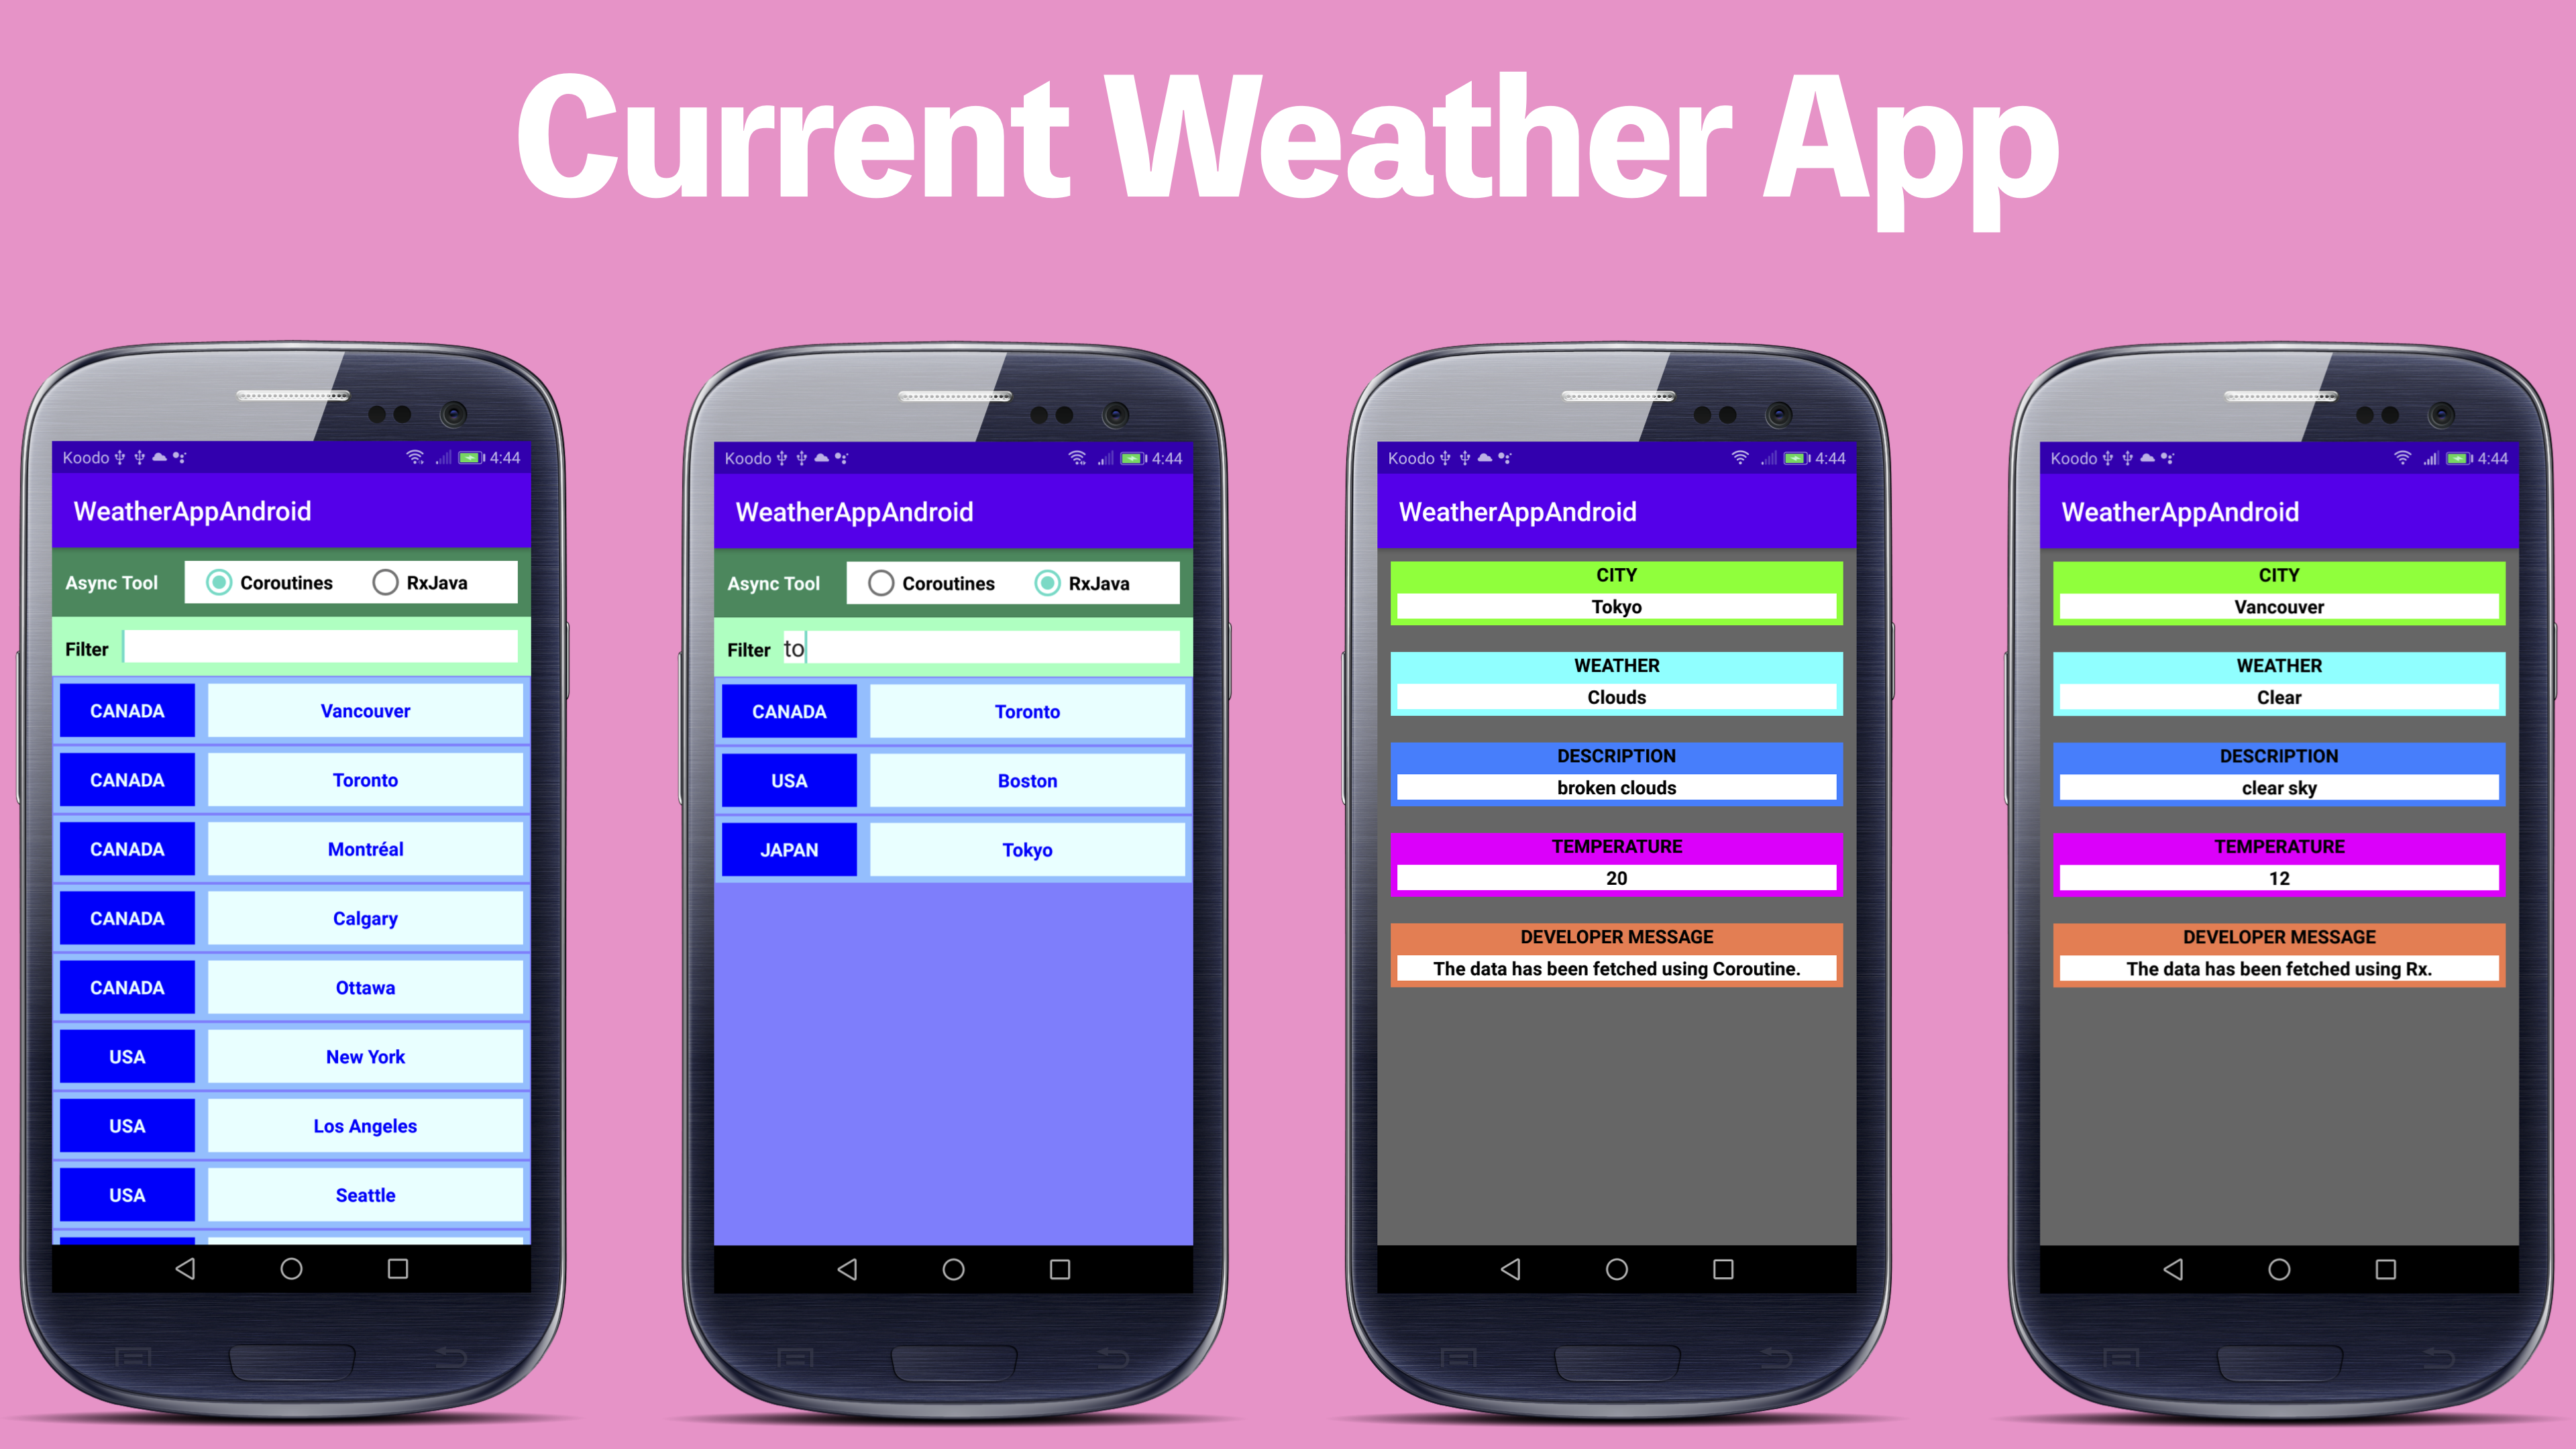 Current Weather App
Koodo 4:44
WeatherAppAndroid
Async Tool Coroutines RxJava
Filter
CANADA Vancouver
CANADA Toronto
CANADA Montréal
CANADA Calgary
CANADA Ottawa
USA New York
USA Los Angeles
USA Seattle
Koodo 4:44
WeatherAppAndroid
Async Tool Coroutines RxJava
Filter to
CANADA Toronto
USA Boston
JAPAN Tokyo
Koodo 4:44
WeatherAppAndroid
CITY
Tokyo
WEATHER
Clouds
DESCRIPTION
broken clouds
TEMPERATURE
20
DEVELOPER MESSAGE
The data has been fetched using Coroutine.
Koodo 4:44
WeatherAppAndroid
CITY
Vancouver
WEATHER
Clear
DESCRIPTION
clear sky
TEMPERATURE
12
DEVELOPER MESSAGE
The data has been fetched using Rx.